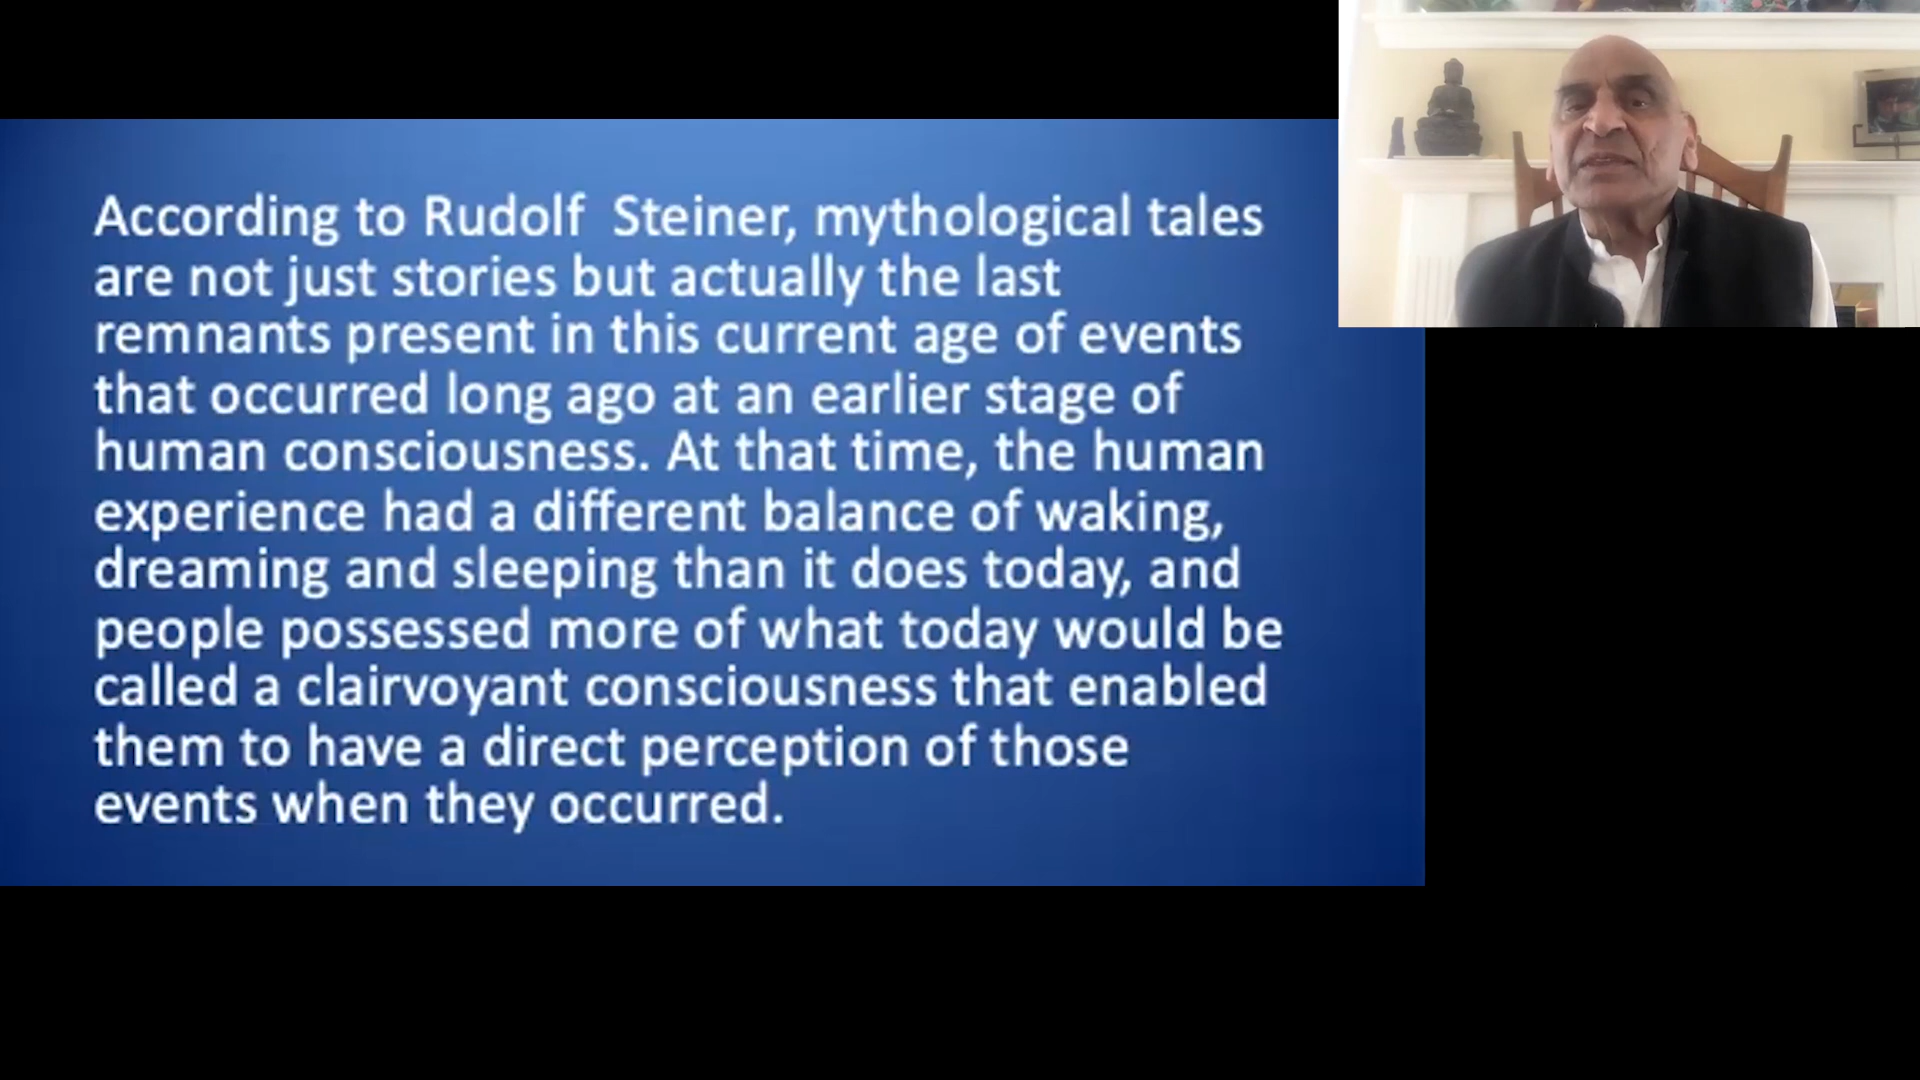 According to Rudolf  Steiner, mythological tales
are not just stories but actually the last
remnants present in this current age of events
that occurred long ago at an earlier stage of
human consciousness. At that time, the human
experience had a different balance of waking,
dreaming and sleeping than it does today, and
people possessed more of what today would be
called a clairvoyant consciousness that enabled
them to have a direct perception of those
events when they occurred.